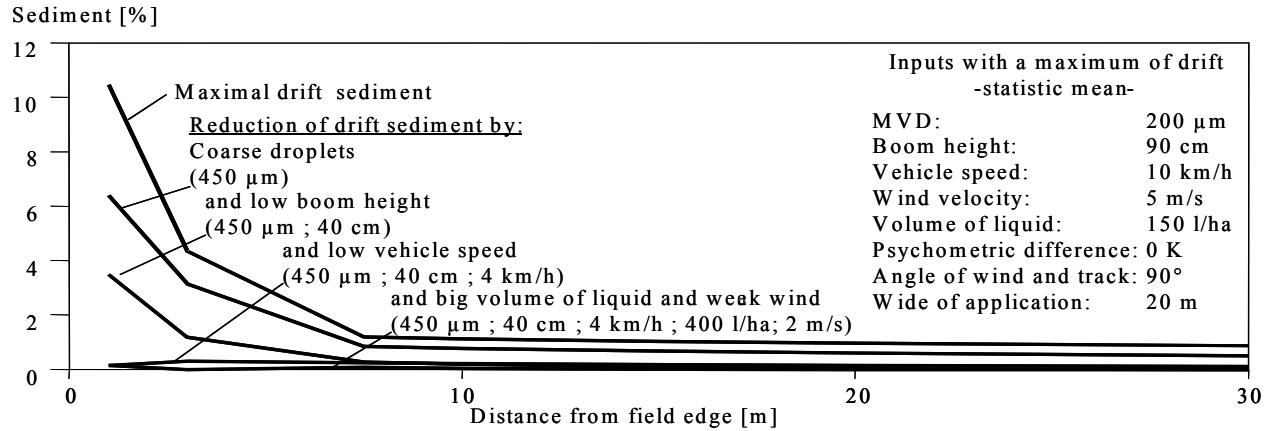 Sediment [%]
12
10
8
6
4
2
0
Maximal drift sediment
Reduction of drift sediment by:
Coarse droplets
(450 µm)
and low boom height
(450 µm ; 40 cm)
and low vehicle speed
(450 µm ; 40 cm ; 4 km/h)
and big volume of liquid and weak wind
(450 µm ; 40 cm ; 4 km/h ; 400 l/ha; 2 m/s)
Inputs with a maximum of drift
-statistic mean-
MVD: 200 µm
Boom height: 90 cm
Vehicle speed: 10 km/h
Wind velocity: 5 m/s
Volume of liquid: 150 l/ha
Psychometric difference: 0 K
Angle of wind and track: 90°
Wide of application: 20 m
0 10 20 30
Distance from field edge [m]